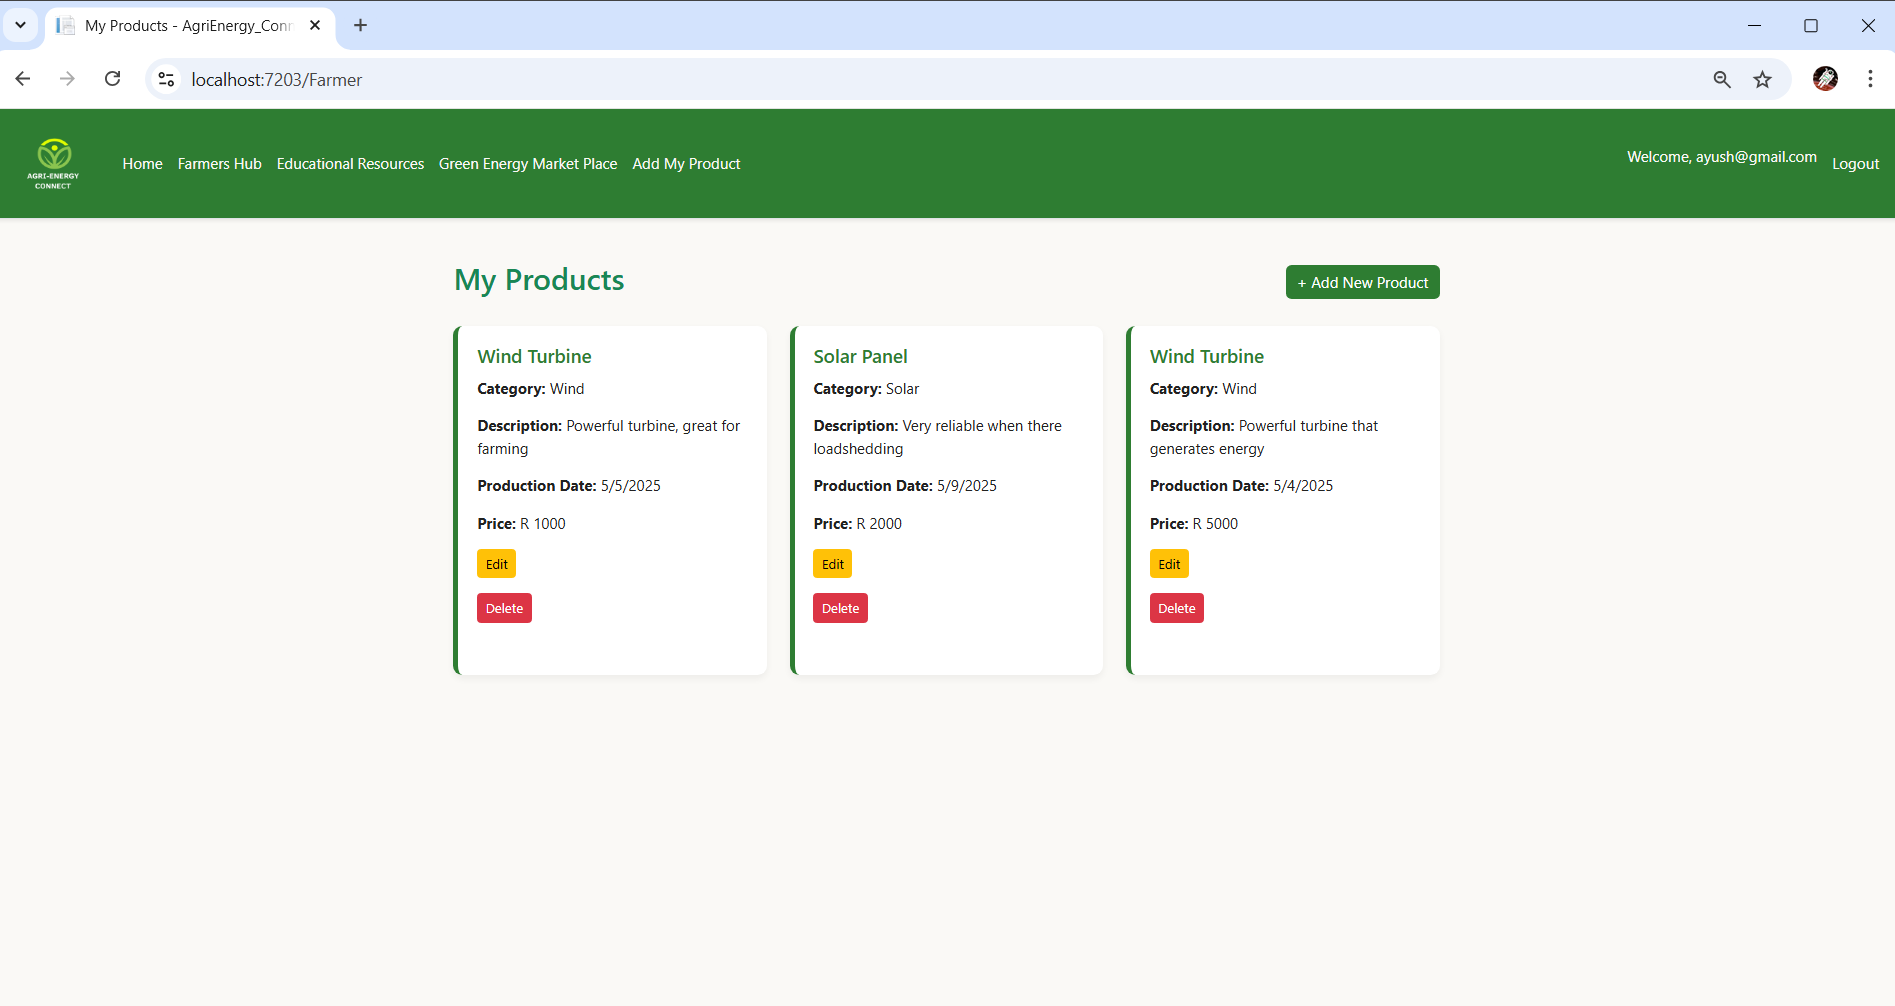 My Products - AgriEnergy_Conn
localhost:7203/Farmer
AGRI-ENERGY
CONNECT
Home Farmers Hub Educational Resources Green Energy Market Place Add My Product
Welcome, ayush@gmail.com Logout
My Products
+ Add New Product
Wind Turbine
Category: Wind
Description: Powerful turbine, great for
farming
Production Date: 5/5/2025
Price: R 1000
Edit
Delete
Solar Panel
Category: Solar
Description: Very reliable when there
loadshedding
Production Date: 5/9/2025
Price: R 2000
Edit
Delete
Wind Turbine
Category: Wind
Description: Powerful turbine that
generates energy
Production Date: 5/4/2025
Price: R 5000
Edit
Delete